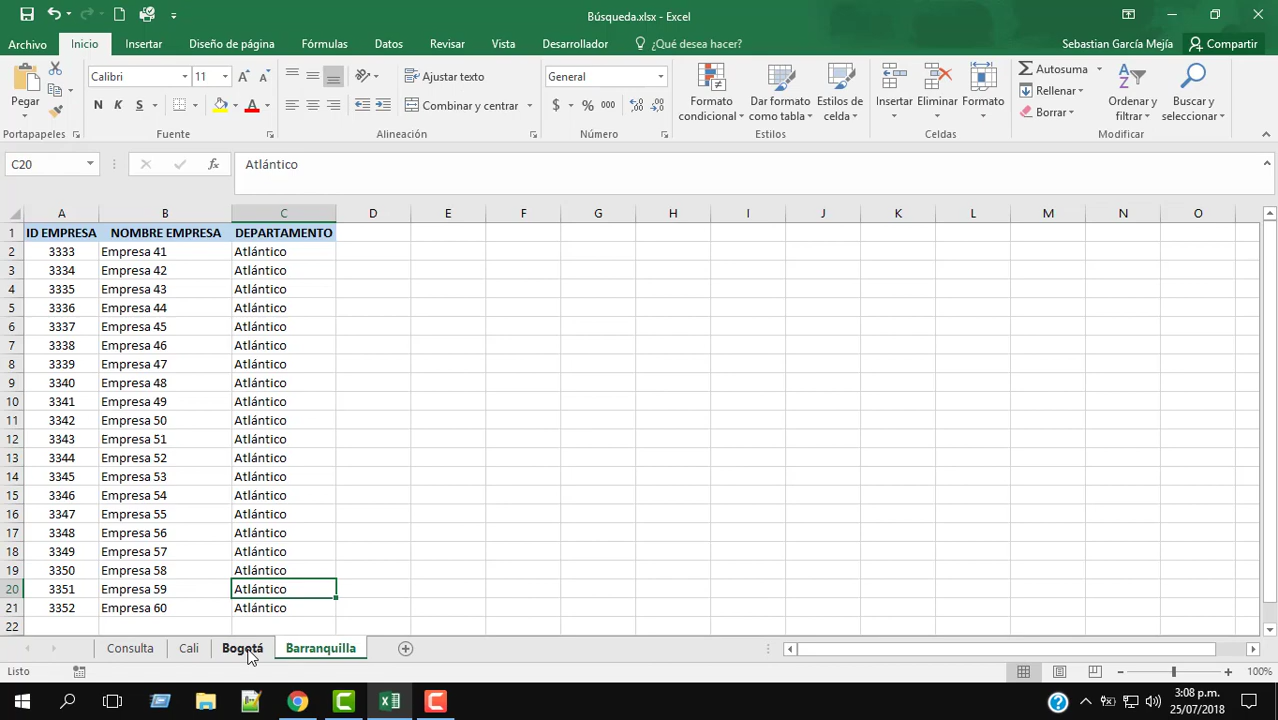 Búsqueda.xlsx - Excel
Archivo Inicio Insertar Diseño de página Fórmulas Datos Revisar Vista Desarrollador ¿Qué desea hacer? Sebastian García Mejía Compartir
Pegar
Portapapeles
Calibri 11
N K S
Fuente
Ajustar texto
Combinar y centrar
Alineación
General
$ % 000
Número
Formato condicional
Dar formato como tabla
Estilos de celda
Estilos
Insertar Eliminar Formato
Celdas
Autosuma
Rellenar
Borrar
Ordenar y filtrar
Buscar y seleccionar
Modificar
C20 fx Atlántico
A B C D E F G H I J K L M N O
1 ID EMPRESA NOMBRE EMPRESA DEPARTAMENTO
2 3333 Empresa 41 Atlántico
3 3334 Empresa 42 Atlántico
4 3335 Empresa 43 Atlántico
5 3336 Empresa 44 Atlántico
6 3337 Empresa 45 Atlántico
7 3338 Empresa 46 Atlántico
8 3339 Empresa 47 Atlántico
9 3340 Empresa 48 Atlántico
10 3341 Empresa 49 Atlántico
11 3342 Empresa 50 Atlántico
12 3343 Empresa 51 Atlántico
13 3344 Empresa 52 Atlántico
14 3345 Empresa 53 Atlántico
15 3346 Empresa 54 Atlántico
16 3347 Empresa 55 Atlántico
17 3348 Empresa 56 Atlántico
18 3349 Empresa 57 Atlántico
19 3350 Empresa 58 Atlántico
20 3351 Empresa 59 Atlántico
21 3352 Empresa 60 Atlántico
22
Consulta Cali Bogotá Barranquilla
Listo 100%
3:08 p.m.
25/07/2018